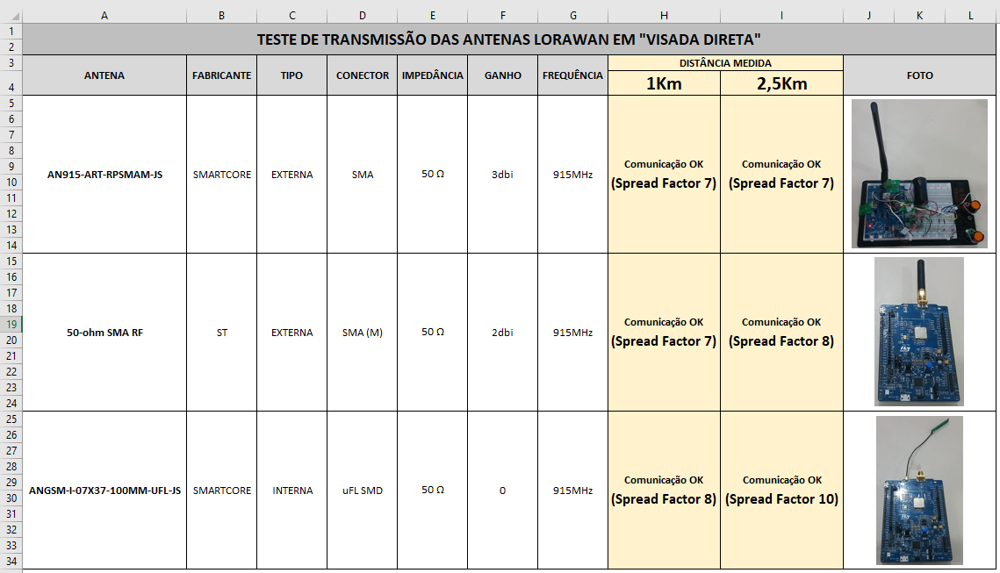 A B C D E F G H I J K L
1
2
TESTE DE TRANSMISSÃO DAS ANTENAS LORAWAN EM "VISADA DIRETA"
3
4
ANTENA FABRICANTE TIPO CONECTOR IMPEDÂNCIA GANHO FREQUÊNCIA DISTÂNCIA MEDIDA FOTO
1Km 2,5Km
5
6
7
8
9
10
11
12
13
14
AN915-ART-RPSMAM-JS SMARTCORE EXTERNA SMA 50 Ω 3dbi 915MHz
Comunicação OK
(Spread Factor 7)
Comunicação OK
(Spread Factor 7)
15
16
17
18
19
20
21
22
23
24
50-ohm SMA RF ST EXTERNA SMA (M) 50 Ω 2dbi 915MHz
Comunicação OK
(Spread Factor 7)
Comunicação OK
(Spread Factor 8)
25
26
27
28
29
30
31
32
33
34
ANGSM-I-07X37-100MM-UFL-JS SMARTCORE INTERNA uFL SMD 50 Ω 0 915MHz
Comunicação OK
(Spread Factor 8)
Comunicação OK
(Spread Factor 10)